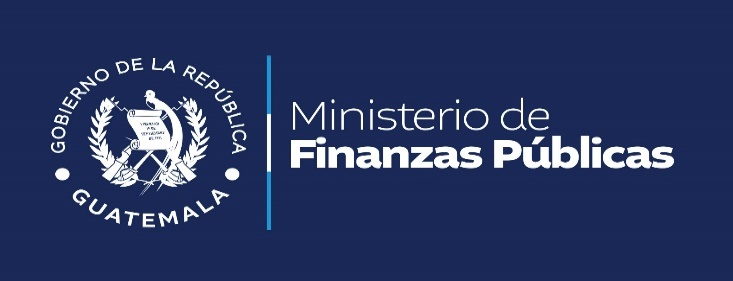 GOBIERNO DE LA REPÚBLICA
GUATEMALA
Ministerio de
Finanzas Públicas